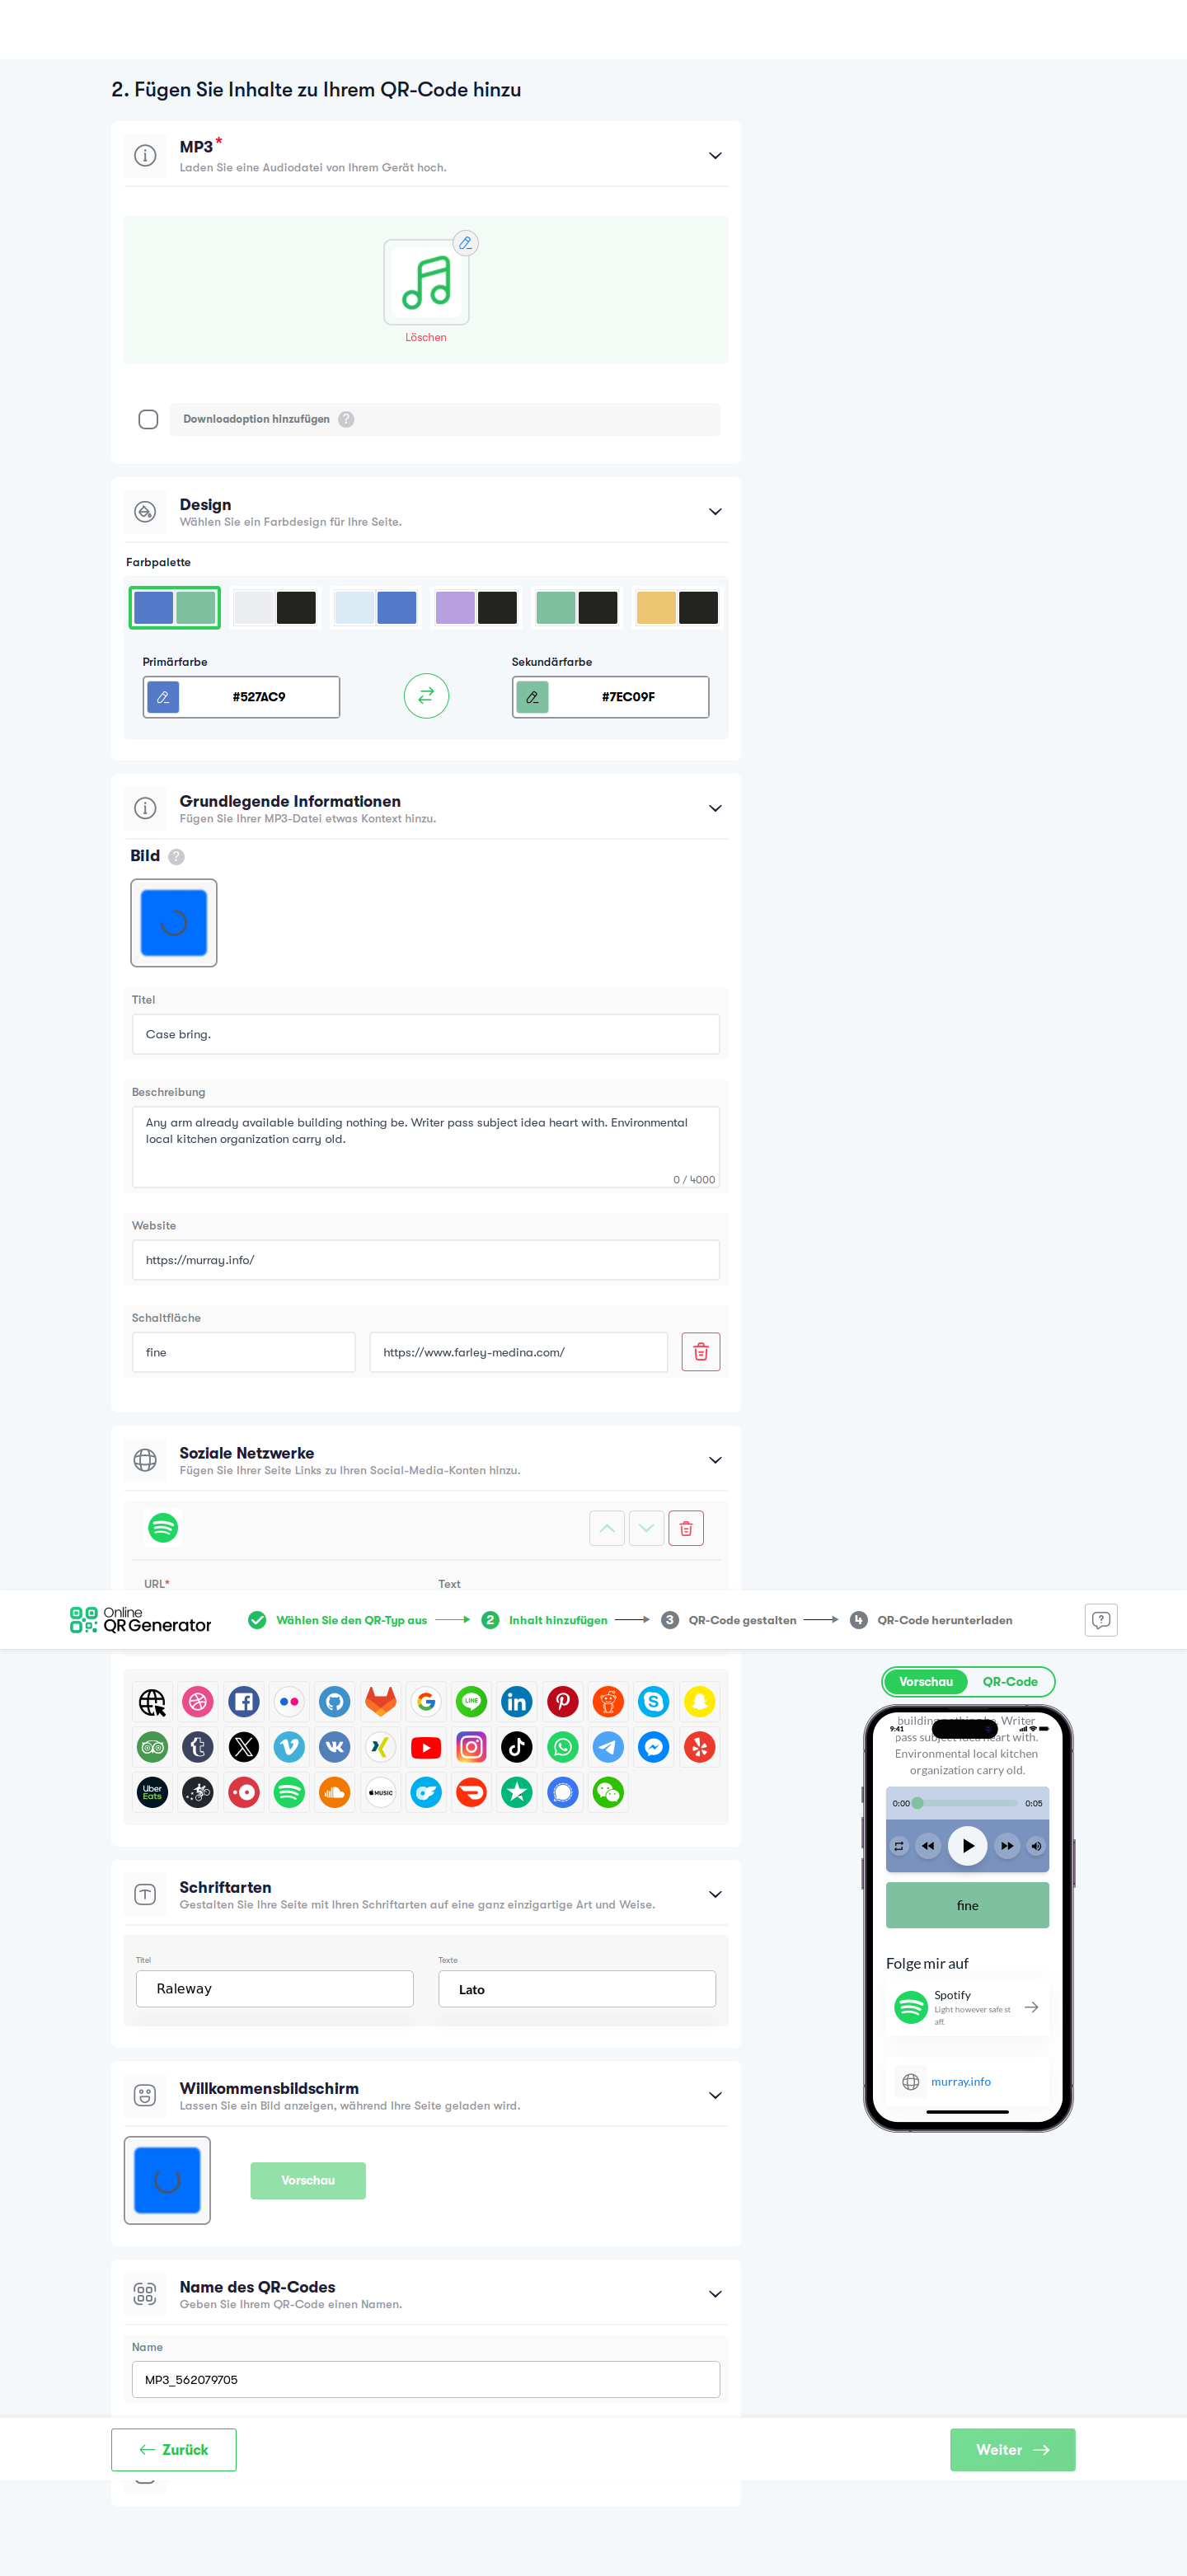 2. Fügen Sie Inhalte zu Ihrem QR-Code hinzu
MP3*
Laden Sie eine Audiodatei von Ihrem Gerät hoch.
Löschen
Downloadoption hinzufügen ?
Design
Wählen Sie ein Farbdesign für Ihre Seite.
Farbpalette
Primärfarbe
Sekundärfarbe
#527AC9
#7EC09F
Grundlegende Informationen
Fügen Sie Ihrer MP3-Datei etwas Kontext hinzu.
Bild ?
Titel
Case bring.
Beschreibung
Any arm already available building nothing be. Writer pass subject idea heart with. Environmental
local kitchen organization carry old.
0 / 4000
Website
https://murray.info/
Schaltfläche
fine
https://www.farley-medina.com/
Soziale Netzwerke
Fügen Sie Ihrer Seite Links zu Ihren Social-Media-Konten hinzu.
URL*
Text
Online
QR Generator
Wählen Sie den QR-Typ aus
2 Inhalt hinzufügen
3 QR-Code gestalten
4 QR-Code herunterladen
Vorschau
QR-Code
LINE
Uber
Eats
MUSIC
9:41
building nothing be. Writer
pass subject idea heart with.
Environmental local kitchen
organization carry old.
0:00
0:05
fine
Folge mir auf
Spotify
Light however safe st
aff.
murray.info
Schriftarten
Gestalten Sie Ihre Seite mit Ihren Schriftarten auf eine ganz einzigartige Art und Weise.
Titel
Texte
Raleway
Lato
Willkommensbildschirm
Lassen Sie ein Bild anzeigen, während Ihre Seite geladen wird.
Vorschau
Name des QR-Codes
Geben Sie Ihrem QR-Code einen Namen.
Name
MP3_562079705
Zurück
Weiter